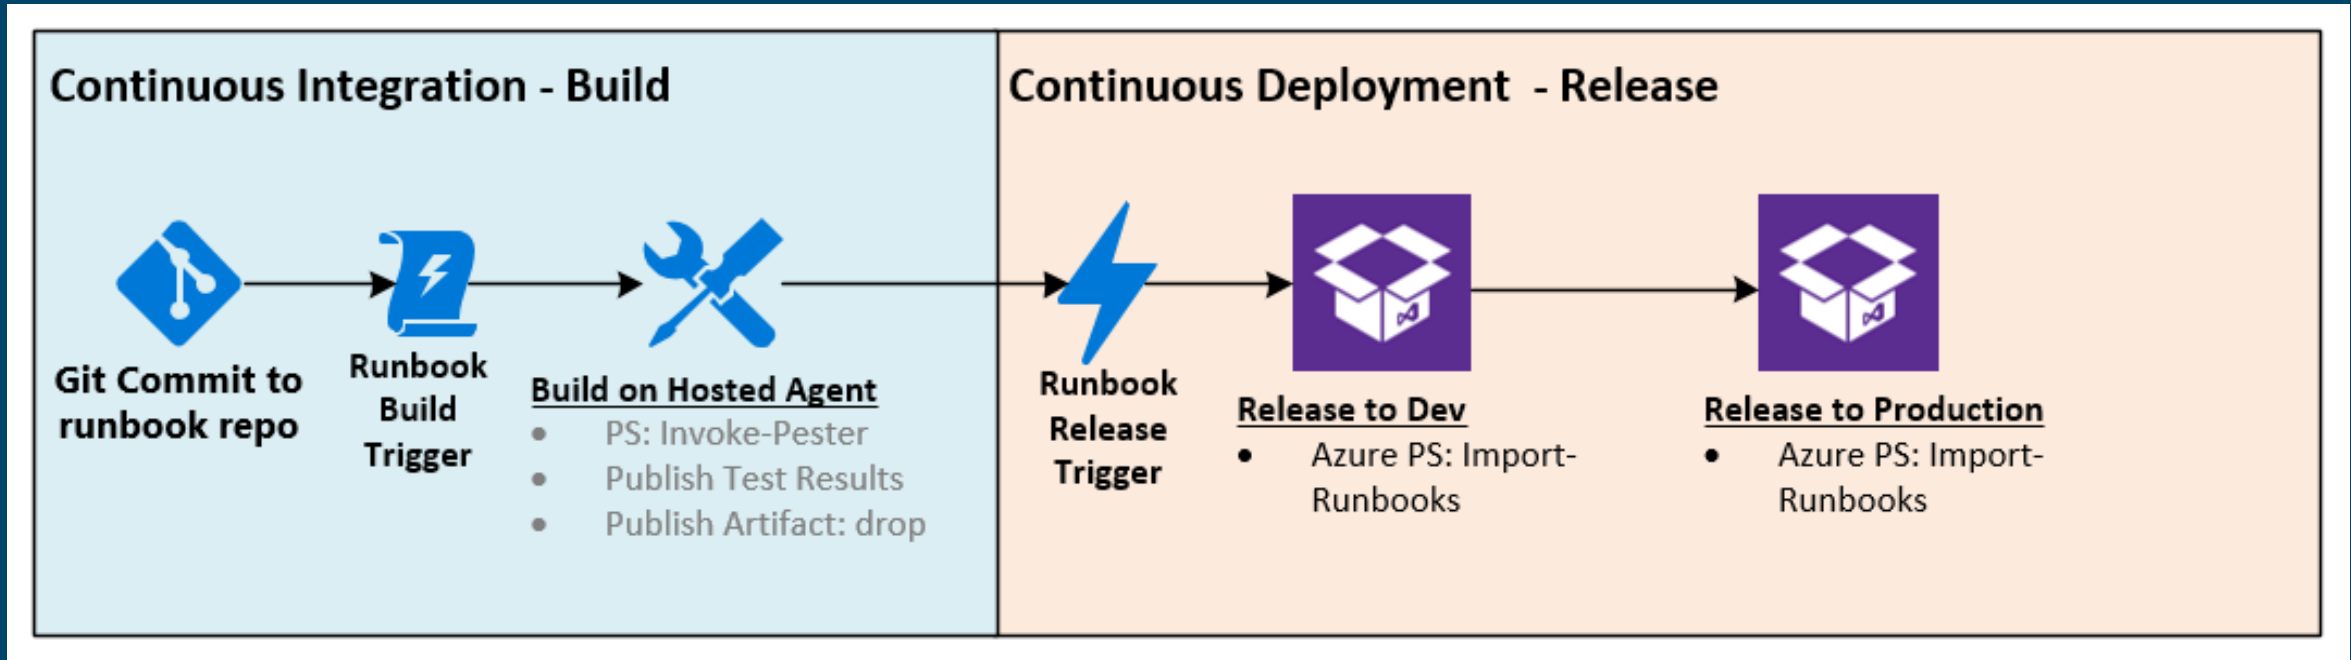 Continuous Integration - Build
Git Commit to
runbook repo
Runbook
Build
Trigger
Build on Hosted Agent
• PS: Invoke-Pester
• Publish Test Results
• Publish Artifact: drop
Continuous Deployment - Release
Runbook
Release
Trigger
Release to Dev
• Azure PS: Import-
Runbooks
Release to Production
• Azure PS: Import-
Runbooks